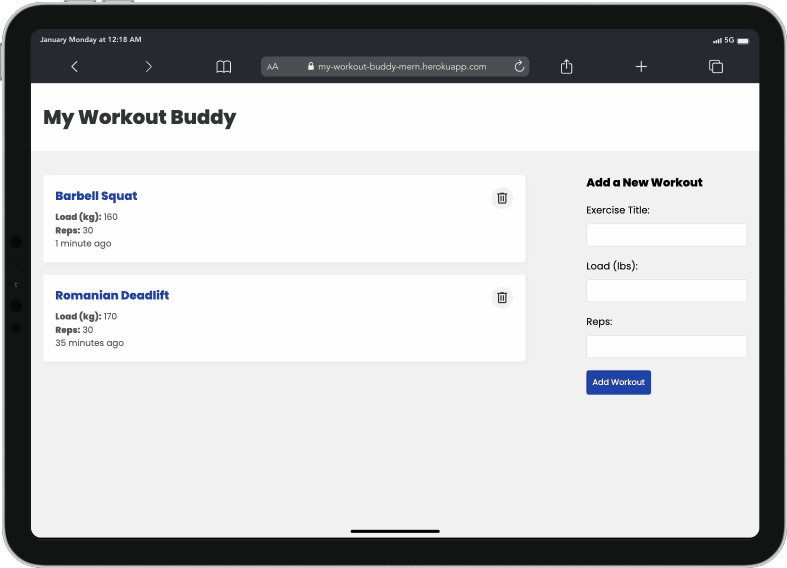 January Monday at 12:18 AM
5G
AA my-workout-buddy-mern.herokuapp.com
My Workout Buddy
Barbell Squat
Load (kg): 160
Reps: 30
1 minute ago
Romanian Deadlift
Load (kg): 170
Reps: 30
35 minutes ago
Add a New Workout
Exercise Title:
Load (lbs):
Reps:
Add Workout